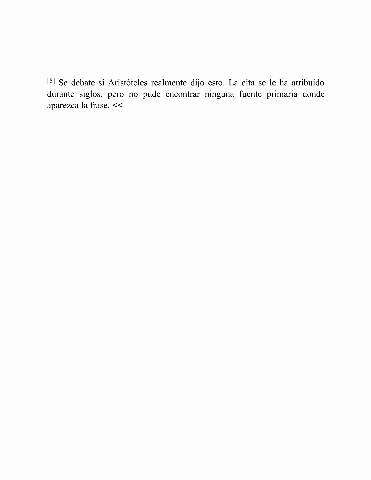 [8] Se debate si Aristóteles realmente dijo esto. La cita se le ha atribuido
durante siglos, pero no pude encontrar ninguna fuente primaria donde
aparezca la frase. <<